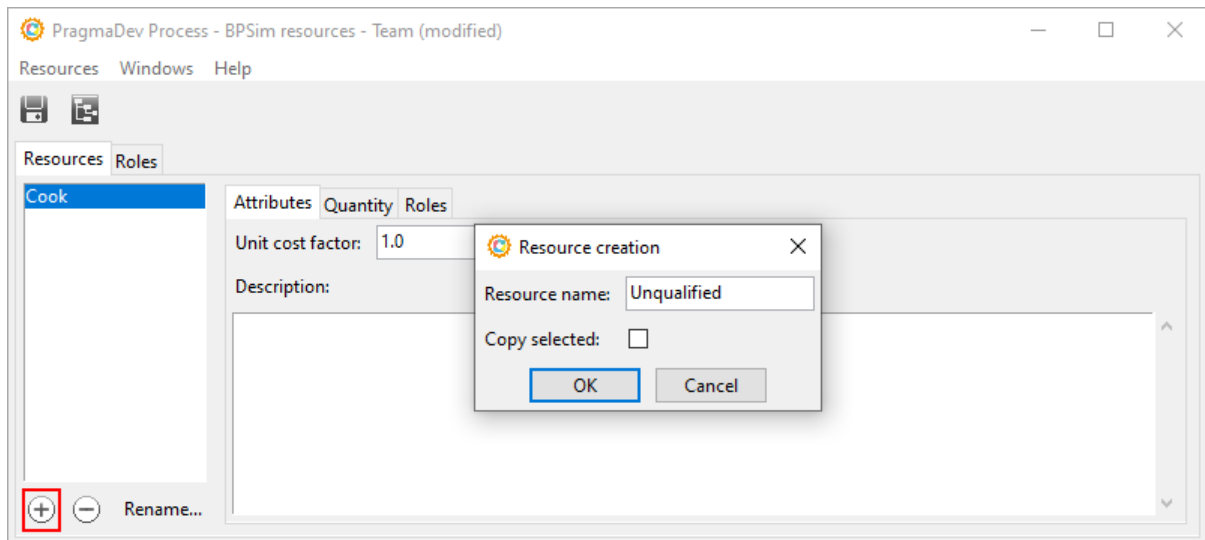 PragmaDev Process - BPSim resources - Team (modified)
Resources Windows Help
Resources Roles
Cook
Attributes Quantity Roles
Unit cost factor: 1.0
Description:
Resource creation
Resource name: Unqualified
Copy selected:
OK Cancel
Rename...